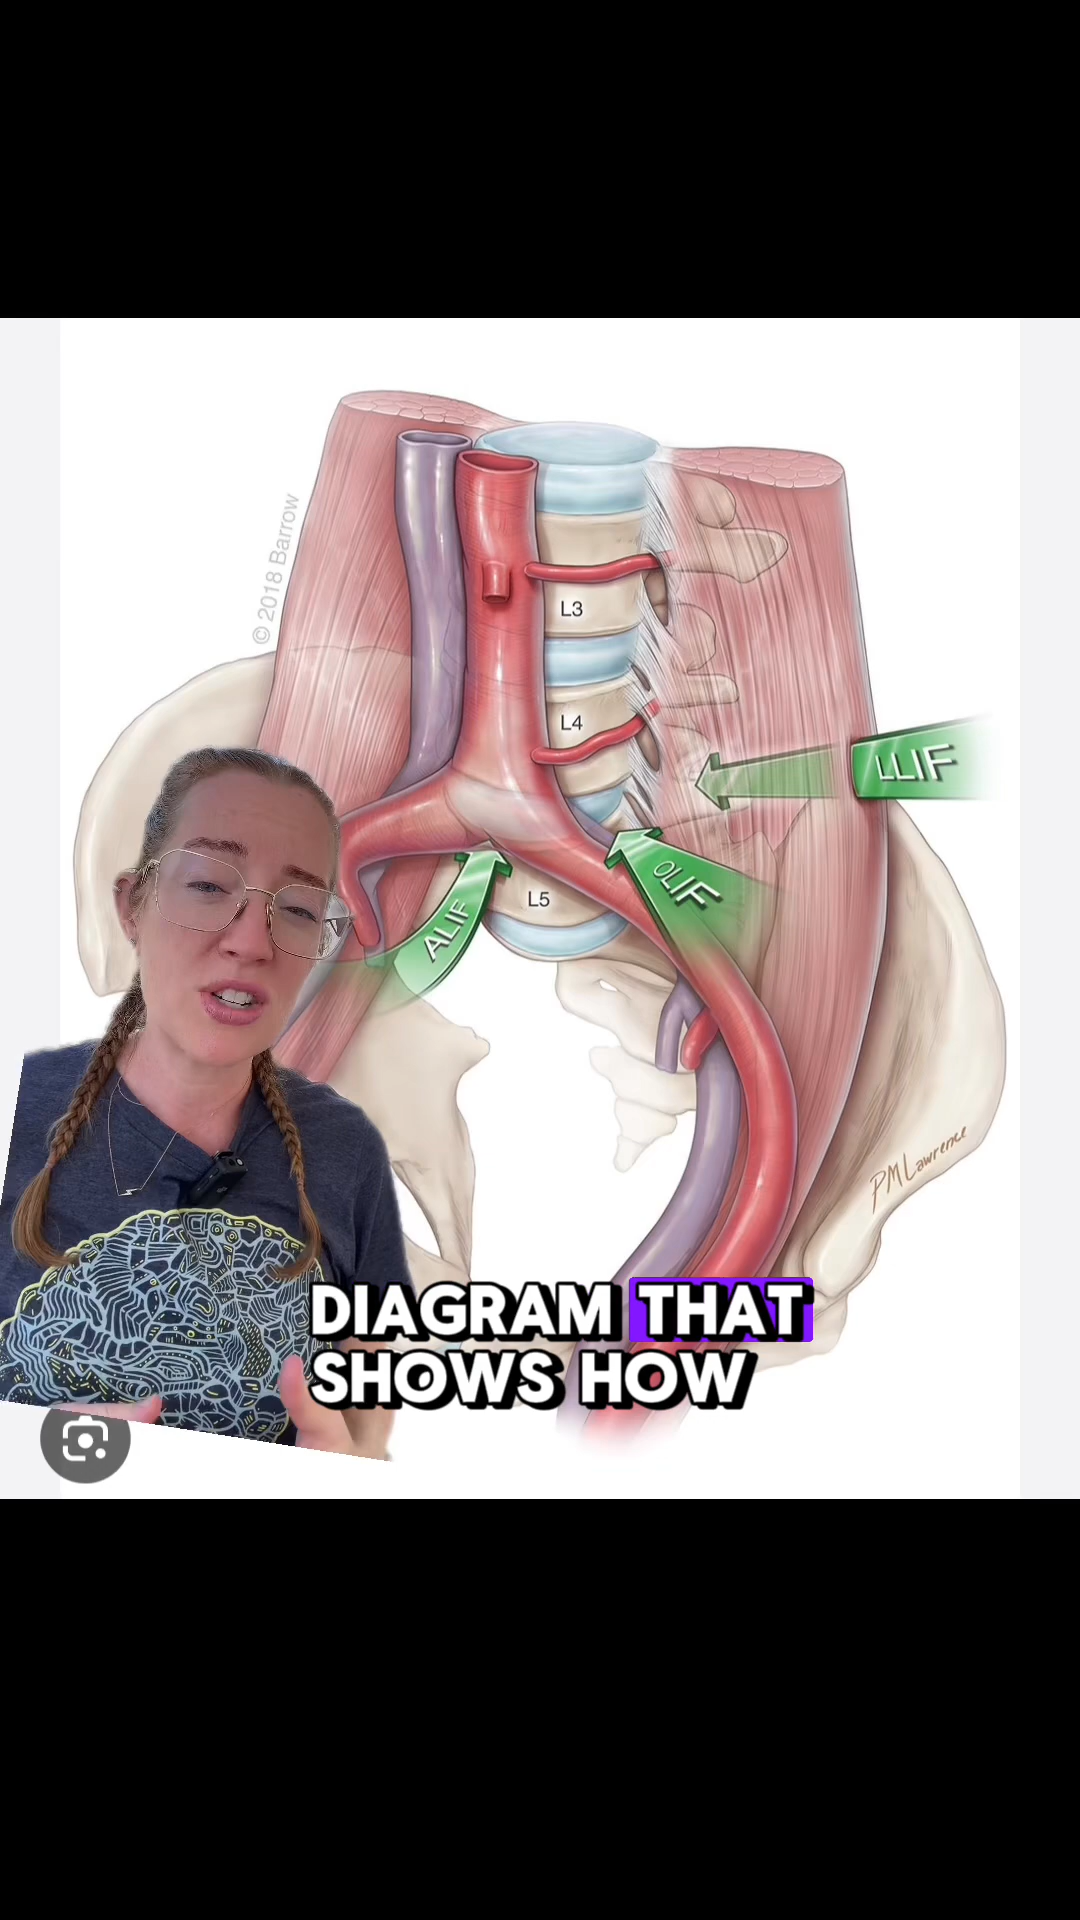 © 2018 Barrow
L3
L4
LLIF
OLIF
ALIF
L5
PMLawrence
DIAGRAM THAT
SHOWS HOW